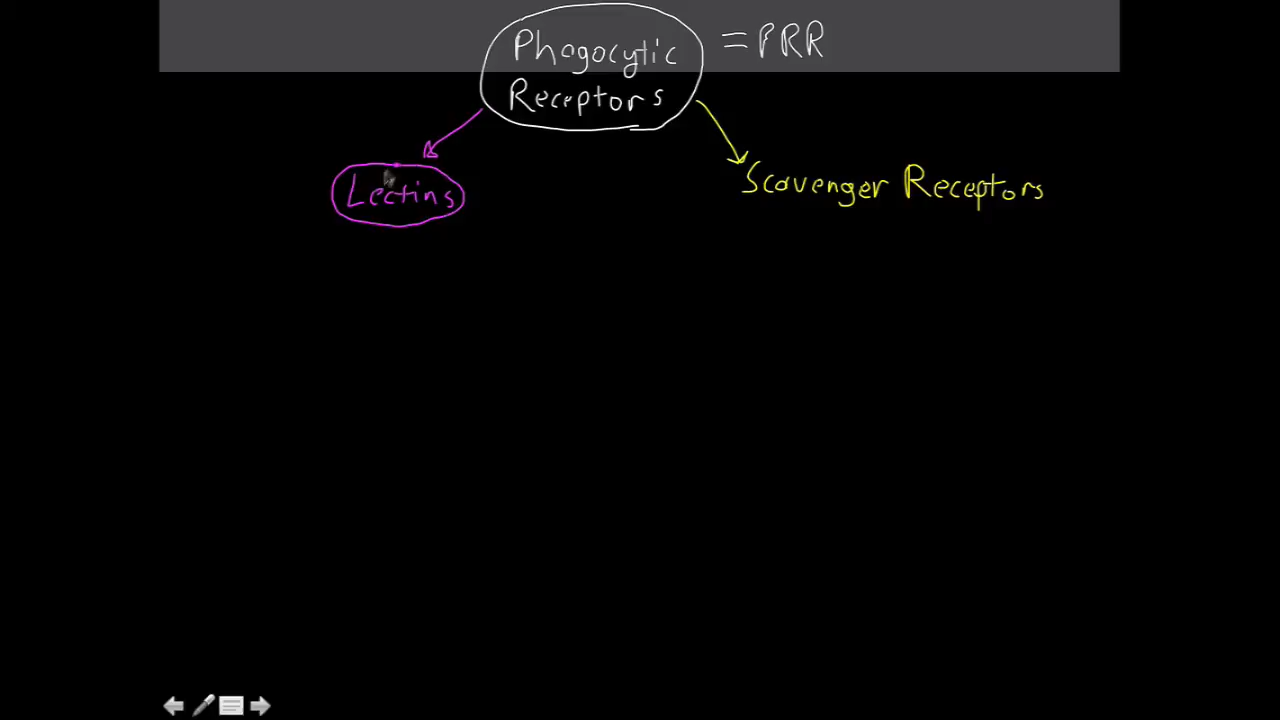 Phagocytic = PRR
Receptors
Lectins
Scavenger Receptors